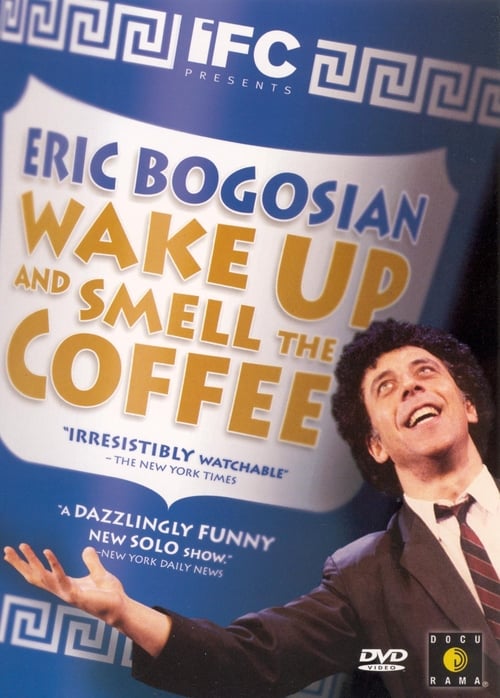 iFC
PRESENTS
ERIC BOGOSIAN
WAKE UP
AND SMELL THE
COFFEE
"IRRESISTIBLY WATCHABLE"
– THE NEW YORK TIMES
"A DAZZLINGLY FUNNY
NEW SOLO SHOW."
–NEW YORK DAILY NEWS
DVD
VIDEO
DOCU
RAMA®